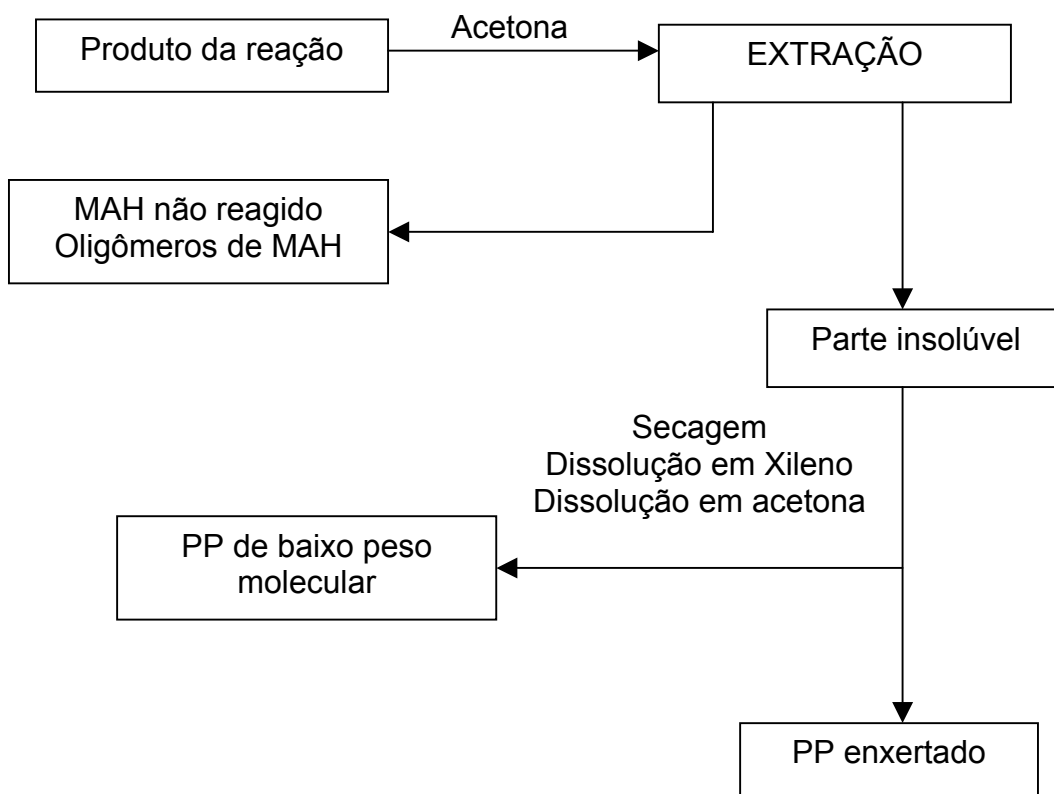 Produto da reação
Acetona
EXTRAÇÃO
MAH não reagido
Oligômeros de MAH
Parte insolúvel
Secagem
Dissolução em Xileno
Dissolução em acetona
PP de baixo peso
molecular
PP enxertado